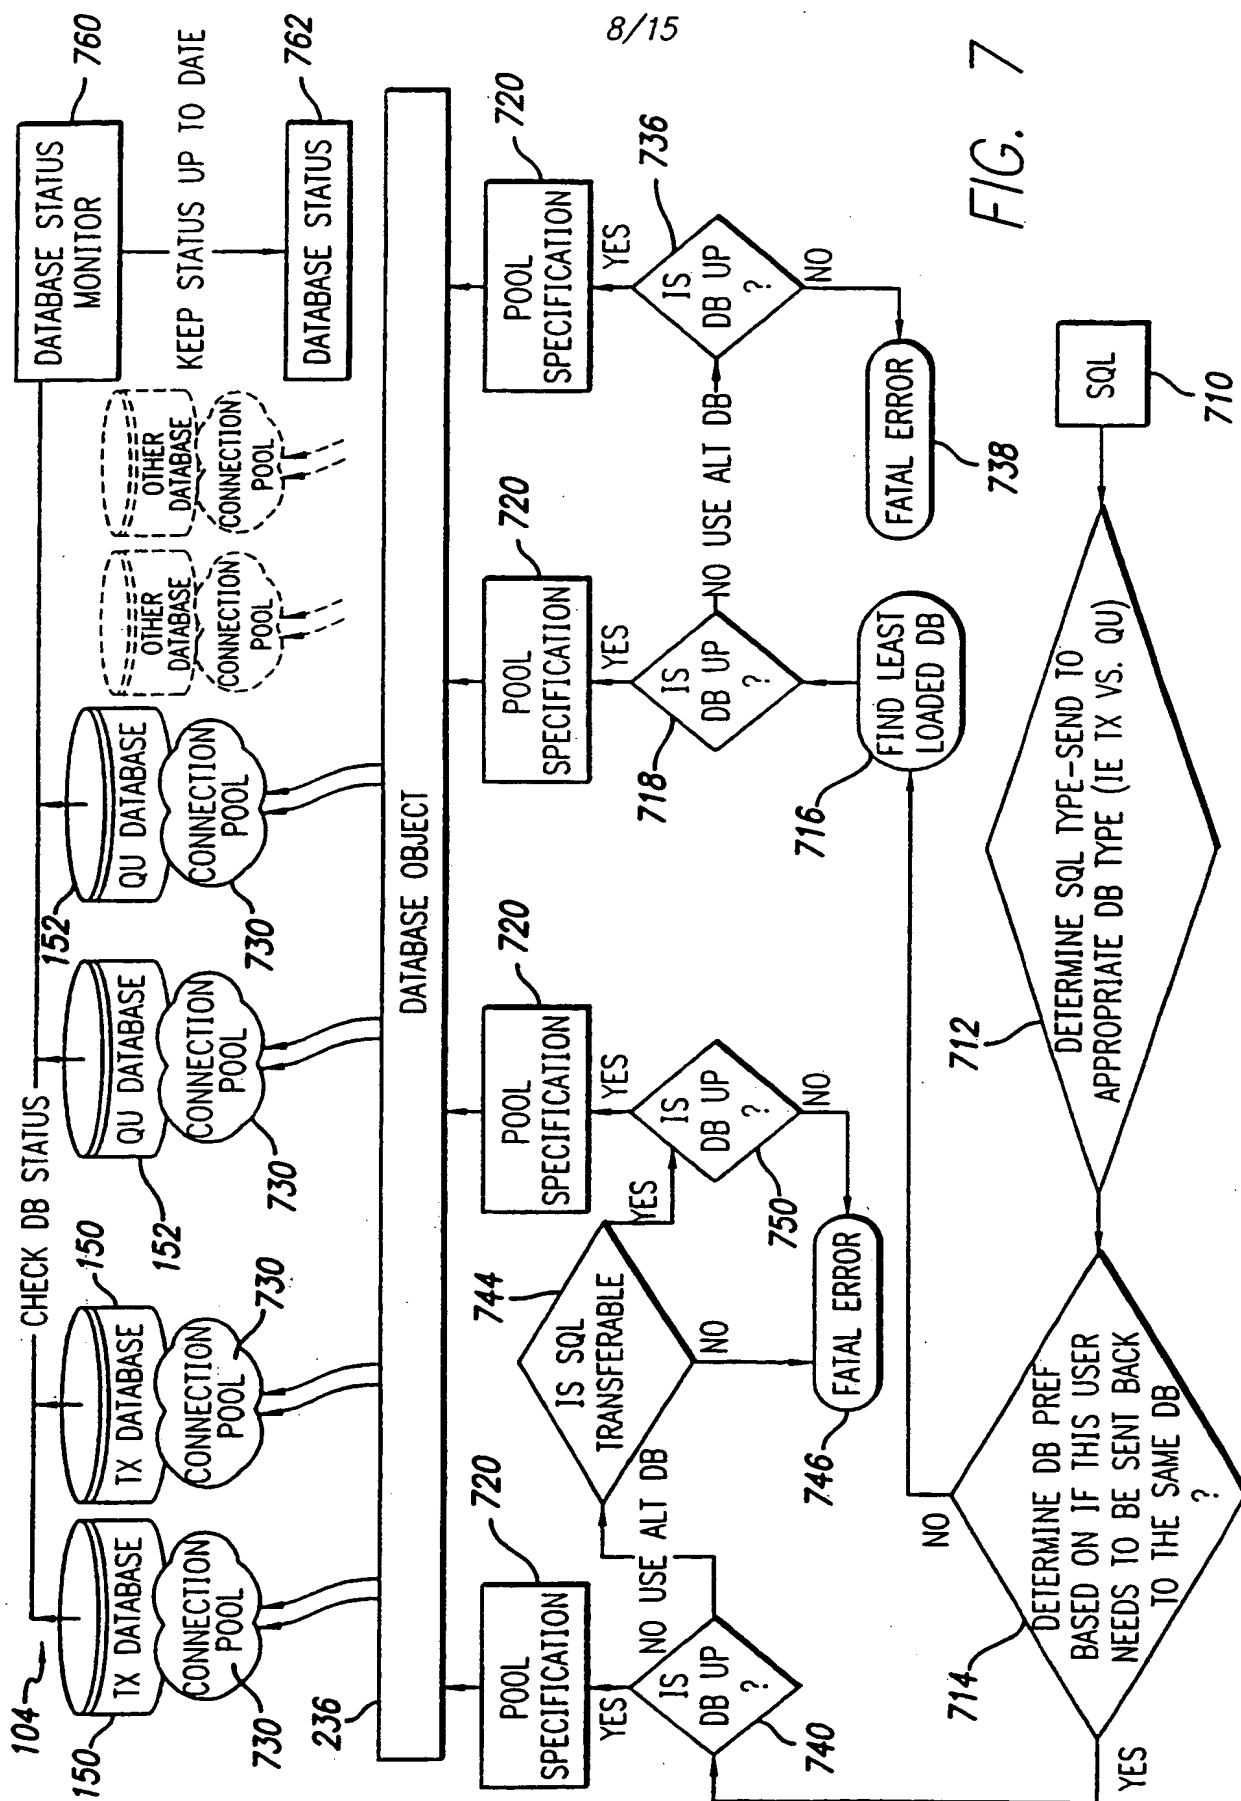 8/15
104
150
TX DATABASE
CONNECTION
POOL
730
150
TX DATABASE
CONNECTION
POOL
730
CHECK DB STATUS
152
QU DATABASE
CONNECTION
POOL
730
152
QU DATABASE
CONNECTION
POOL
730
OTHER
DATABASE
CONNECTION
POOL
OTHER
DATABASE
CONNECTION
POOL
DATABASE STATUS
MONITOR
760
KEEP STATUS UP TO DATE
DATABASE STATUS
762
236
DATABASE OBJECT
POOL
SPECIFICATION
720
POOL
SPECIFICATION
720
POOL
SPECIFICATION
720
POOL
SPECIFICATION
720
YES
IS
DB UP
?
740
NO USE ALT DB
744
IS SQL
TRANSFERABLE
YES
NO
YES
IS
DB UP
?
750
NO
FATAL ERROR
746
YES
IS
DB UP
?
718
NO USE ALT DB
YES
IS
DB UP
?
736
NO
FATAL ERROR
738
FIND LEAST
LOADED DB
716
714
DETERMINE DB PREF
BASED ON IF THIS USER
NEEDS TO BE SENT BACK
TO THE SAME DB
?
YES
NO
712
DETERMINE SQL TYPE-SEND TO
APPROPRIATE DB TYPE (IE TX VS. QU)
SQL
710
FIG. 7